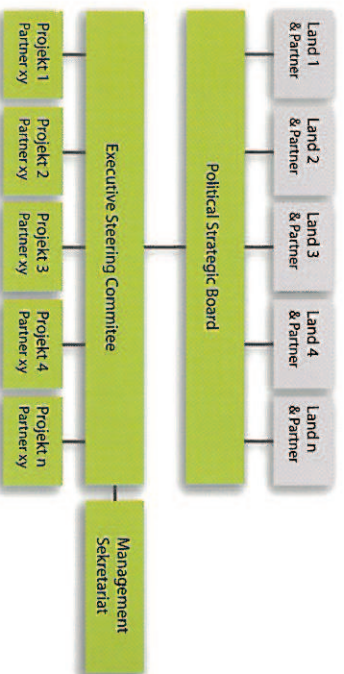 Land 1
& Partner
Land 2
& Partner
Land 3
& Partner
Land 4
& Partner
Land n
& Partner
Political Strategic Board
Executive Steering Commitee
Management
Sekretariat
Projekt 1
Partner xy
Projekt 2
Partner xy
Projekt 3
Partner xy
Projekt 4
Partner xy
Projekt n
Partner xy